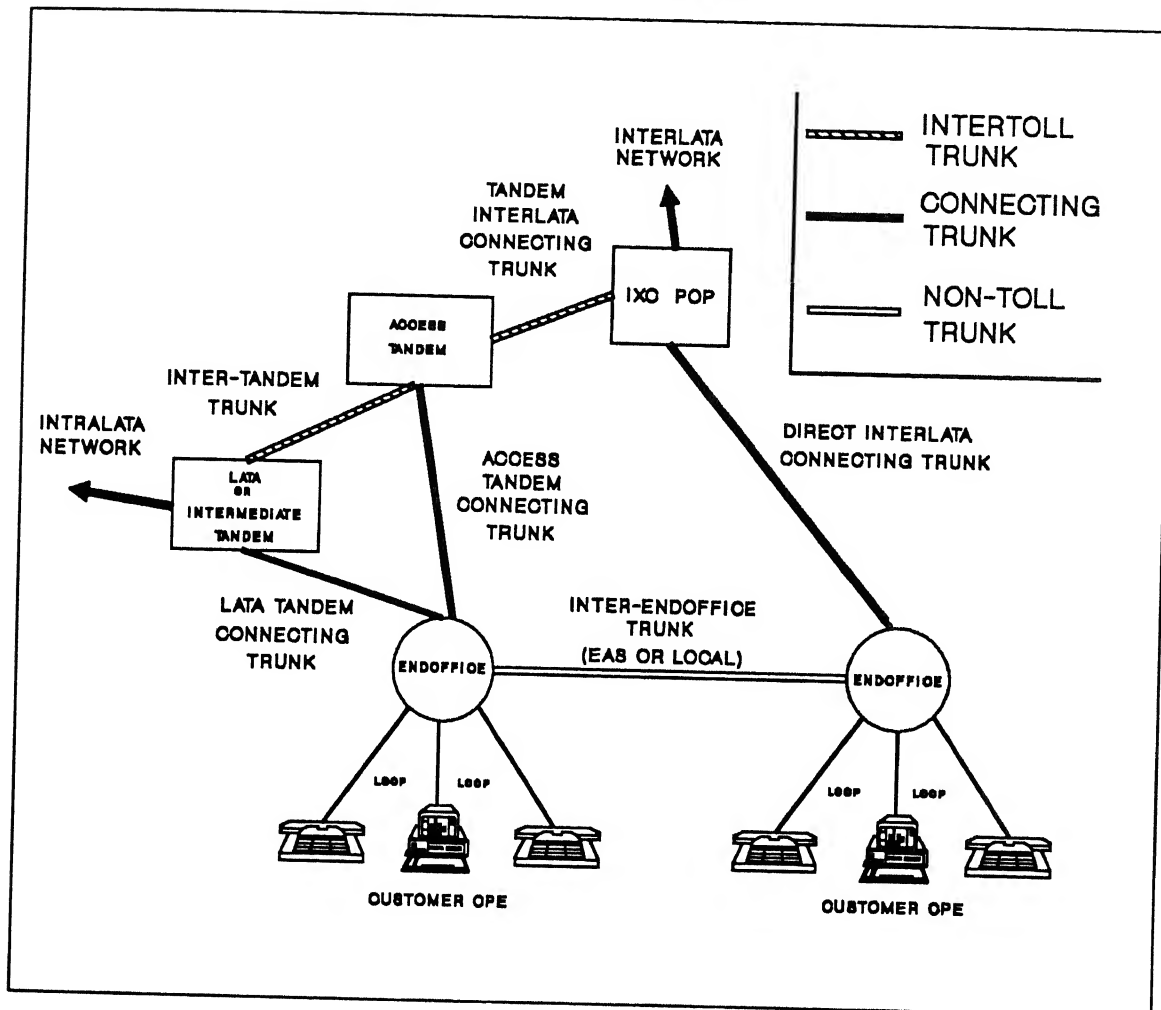 INTERLATA
NETWORK
INTERTOLL
TRUNK
CONNECTING
TRUNK
NON-TOLL
TRUNK
TANDEM
INTERLATA
CONNECTING
TRUNK
IXC POP
ACCESS
TANDEM
INTER-TANDEM
TRUNK
INTRALATA
NETWORK
LATA
OR
INTERMEDIATE
TANDEM
ACCESS
TANDEM
CONNECTING
TRUNK
DIRECT INTERLATA
CONNECTING TRUNK
LATA TANDEM
CONNECTING
TRUNK
INTER-ENDOFFICE
TRUNK
(EAS OR LOCAL)
ENDOFFICE
ENDOFFICE
LOOP LOOP
LOOP LOOP
CUSTOMER CPE
CUSTOMER CPE